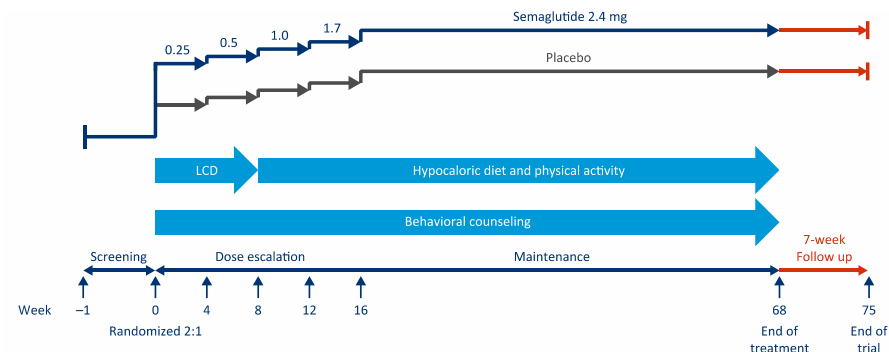 Semaglutide 2.4 mg
0.25 0.5 1.0 1.7
Placebo
LCD Hypocaloric diet and physical activity
Behavioral counseling
Screening Dose escalation Maintenance 7-week
Follow up
Week –1 0 4 8 12 16 68 75
Randomized 2:1 End of
treatment End of
trial